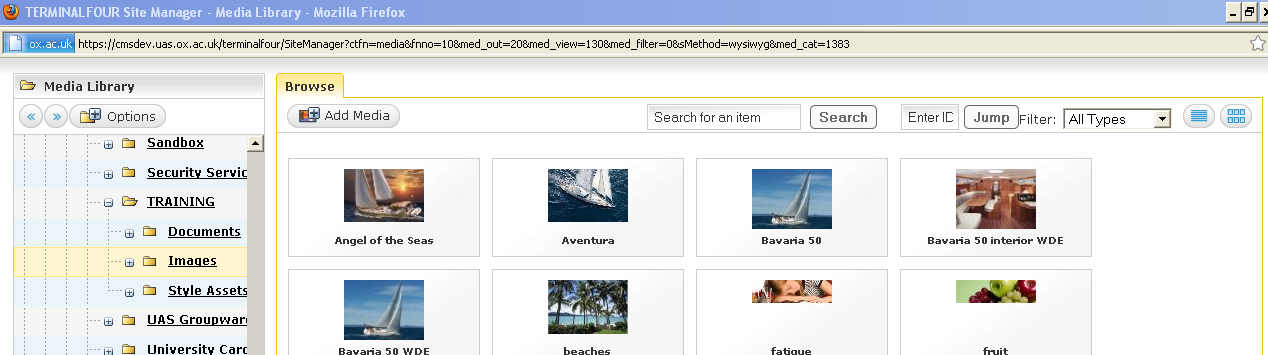 TERMINALFOUR Site Manager - Media Library - Mozilla Firefox
ox.ac.uk https://cmsdev.uas.ox.ac.uk/terminalfour/SiteManager?ctfn=media&fnno=10&med_out=20&med_view=130&med_filter=0&sMethod=wysiwyg&med_cat=1383
Media Library
Browse
« » Options
Add Media
Search for an item Search Enter ID Jump Filter: All Types
Sandbox
Security Servic
TRAINING
Documents
Images
Style Assets
UAS Groupwar
University Card
Angel of the Seas
Aventura
Bavaria 50
Bavaria 50 interior WDE
Bavaria 50 WDE
beaches
fatigue
fruit